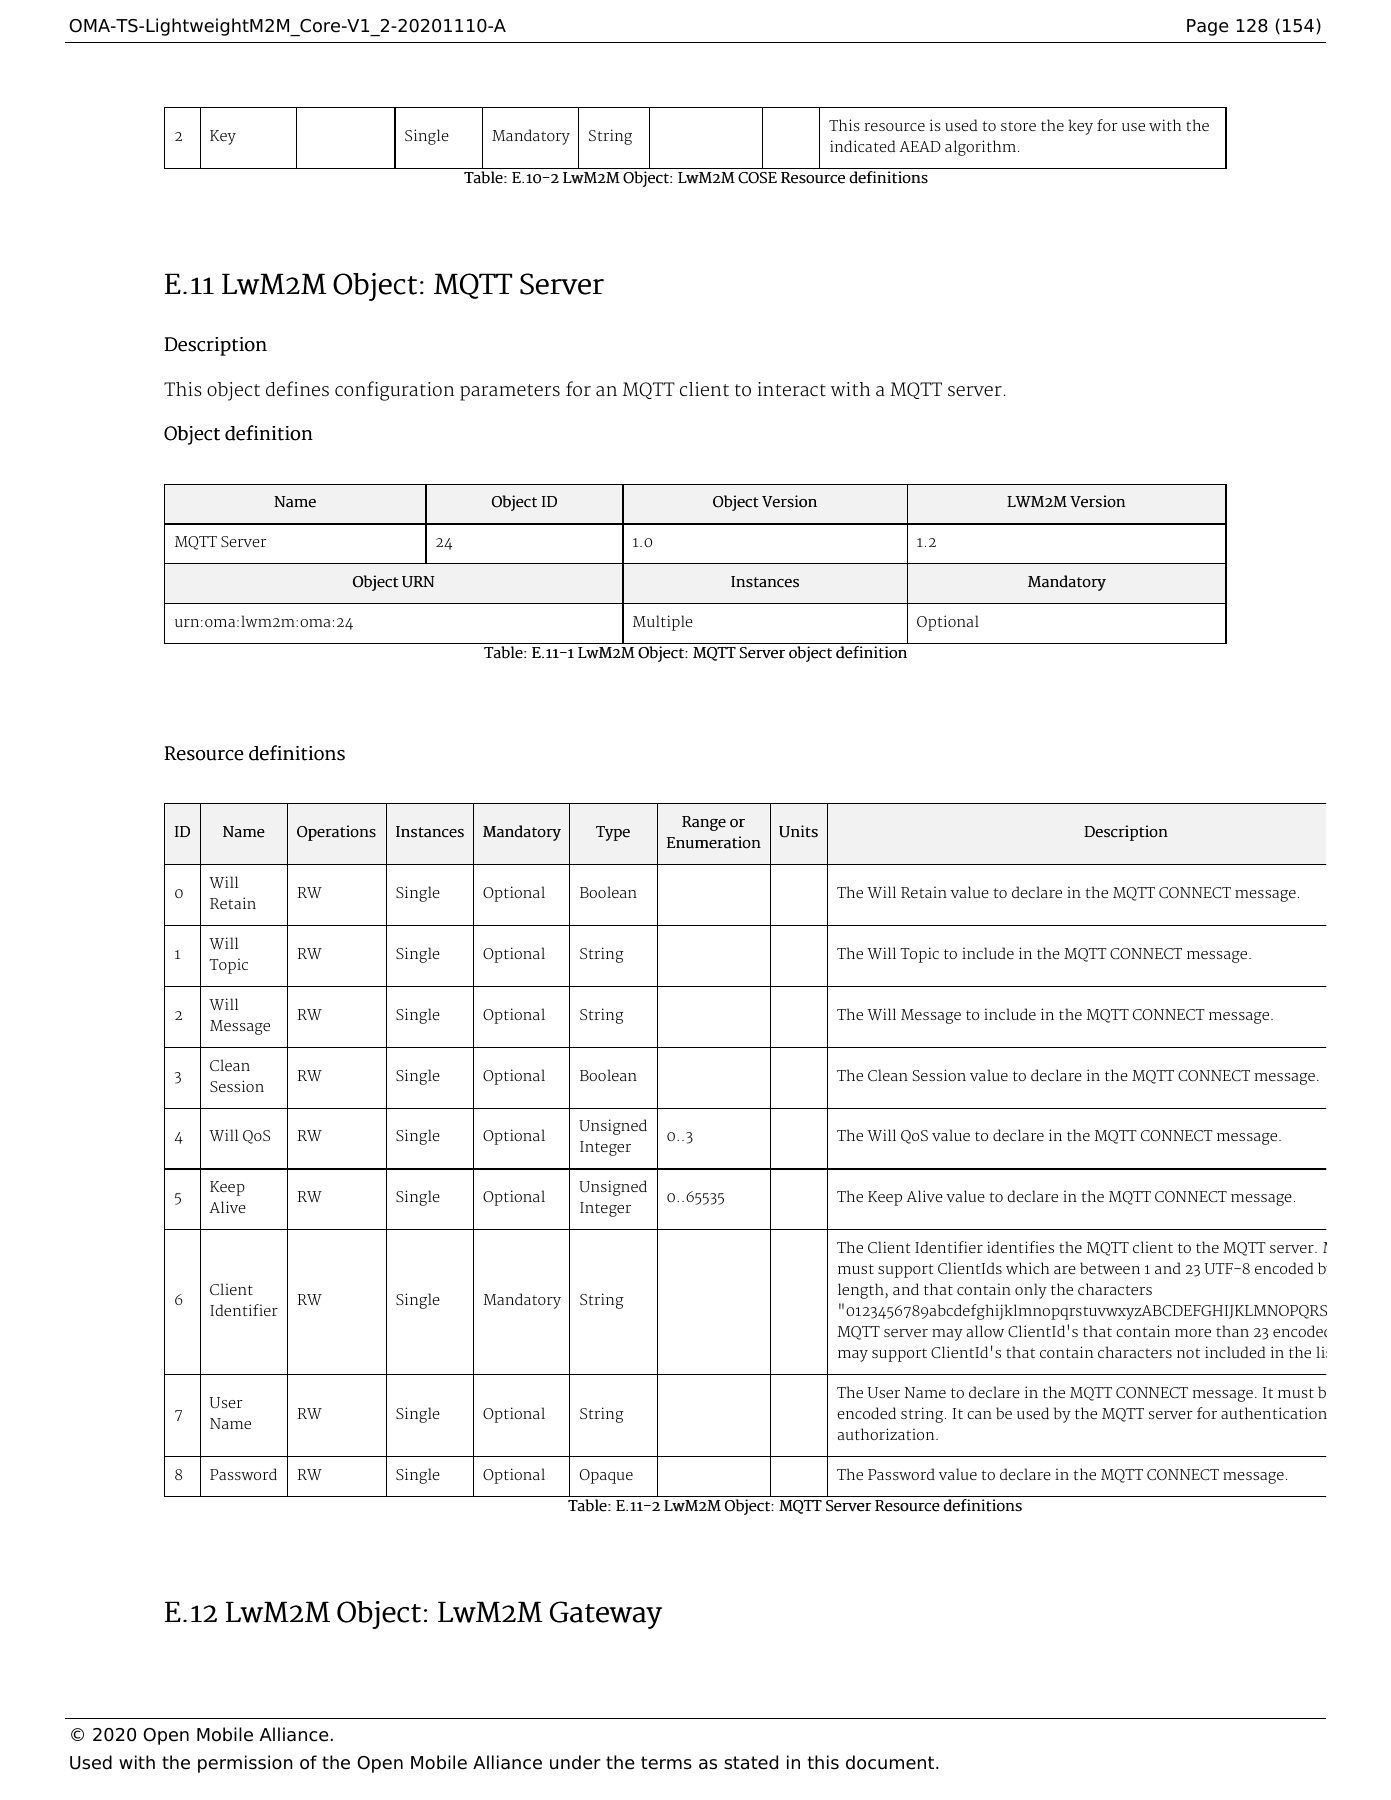 OMA-TS-LightweightM2M_Core-V1_2-20201110-A Page 128 (154)
2 Key Single Mandatory String This resource is used to store the key for use with the
indicated AEAD algorithm.
Table: E.10-2 LwM2M Object: LwM2M COSE Resource definitions
E.11 LwM2M Object: MQTT Server
Description
This object defines configuration parameters for an MQTT client to interact with a MQTT server.
Object definition
Name Object ID Object Version LWM2M Version
MQTT Server 24 1.0 1.2
Object URN Instances Mandatory
urn:oma:lwm2m:oma:24 Multiple Optional
Table: E.11-1 LwM2M Object: MQTT Server object definition
Resource definitions
ID Name Operations Instances Mandatory Type Range or
Enumeration Units Description
0 Will
Retain RW Single Optional Boolean The Will Retain value to declare in the MQTT CONNECT message.
1 Will
Topic RW Single Optional String The Will Topic to include in the MQTT CONNECT message.
2 Will
Message RW Single Optional String The Will Message to include in the MQTT CONNECT message.
3 Clean
Session RW Single Optional Boolean The Clean Session value to declare in the MQTT CONNECT message.
4 Will QoS RW Single Optional Unsigned
Integer 0..3 The Will QoS value to declare in the MQTT CONNECT message.
5 Keep
Alive RW Single Optional Unsigned
Integer 0..65535 The Keep Alive value to declare in the MQTT CONNECT message.
6 Client
Identifier RW Single Mandatory String The Client Identifier identifies the MQTT client to the MQTT server.
must support ClientIds which are between 1 and 23 UTF-8 encoded
length, and that contain only the characters
"0123456789abcdefghijklmnopqrstuvwxyzABCDEFGHIJKLMNOPQRS
MQTT server may allow ClientId's that contain more than 23 encoded
may support ClientId's that contain characters not included in the
7 User
Name RW Single Optional String The User Name to declare in the MQTT CONNECT message. It must
encoded string. It can be used by the MQTT server for authentication
authorization.
8 Password RW Single Optional Opaque The Password value to declare in the MQTT CONNECT message.
Table: E.11-2 LwM2M Object: MQTT Server Resource definitions
E.12 LwM2M Object: LwM2M Gateway
© 2020 Open Mobile Alliance.
Used with the permission of the Open Mobile Alliance under the terms as stated in this document.